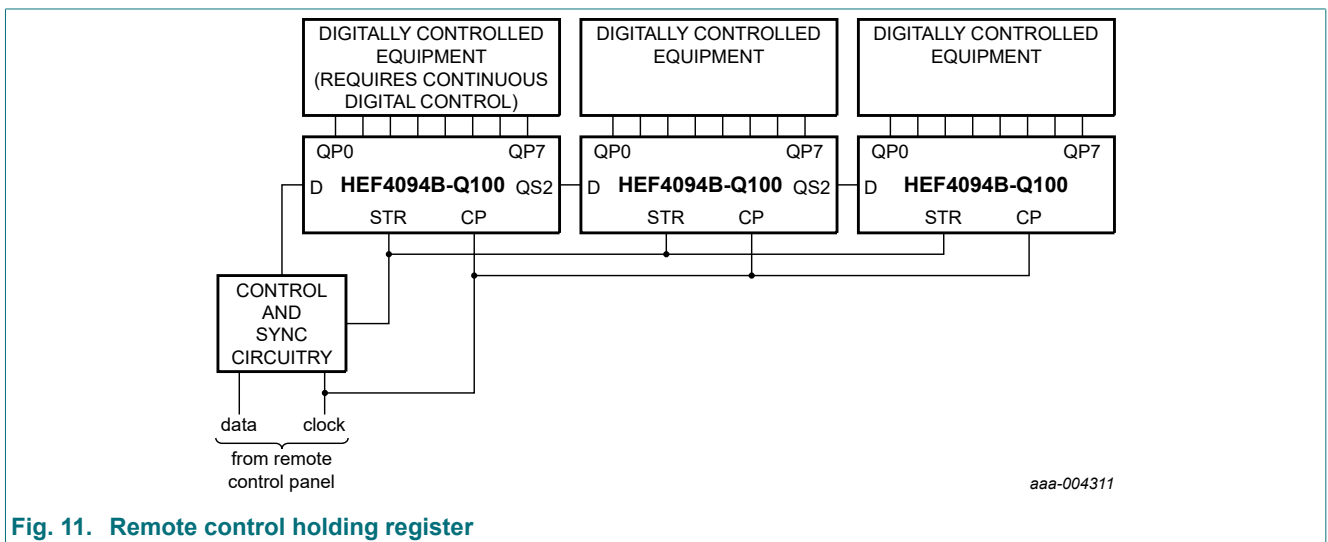 DIGITALLY CONTROLLED
EQUIPMENT
(REQUIRES CONTINUOUS
DIGITAL CONTROL)
DIGITALLY CONTROLLED
EQUIPMENT
DIGITALLY CONTROLLED
EQUIPMENT
QP0 QP7
D HEF4094B-Q100 QS2
STR CP
QP0 QP7
D HEF4094B-Q100 QS2
STR CP
QP0 QP7
D HEF4094B-Q100
STR CP
CONTROL
AND
SYNC
CIRCUITRY
data clock
from remote
control panel
aaa-004311
Fig. 11. Remote control holding register